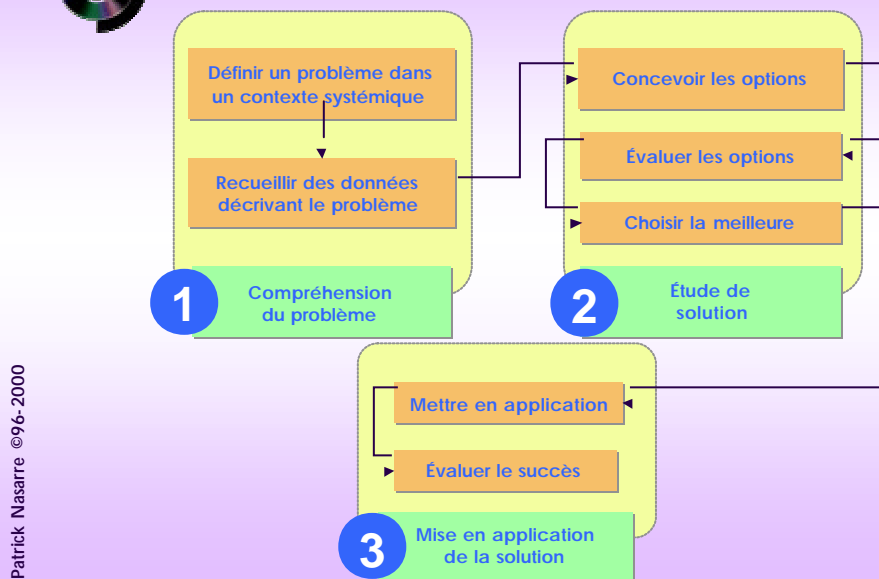 Définir un problème dans
un contexte systémique
Recueillir des données
décrivant le problème
1
Compréhension
du problème
Concevoir les options
Évaluer les options
Choisir la meilleure
2
Étude de
solution
Mettre en application
Évaluer le succès
3
Mise en application
de la solution
Patrick Nasarre ©96-2000